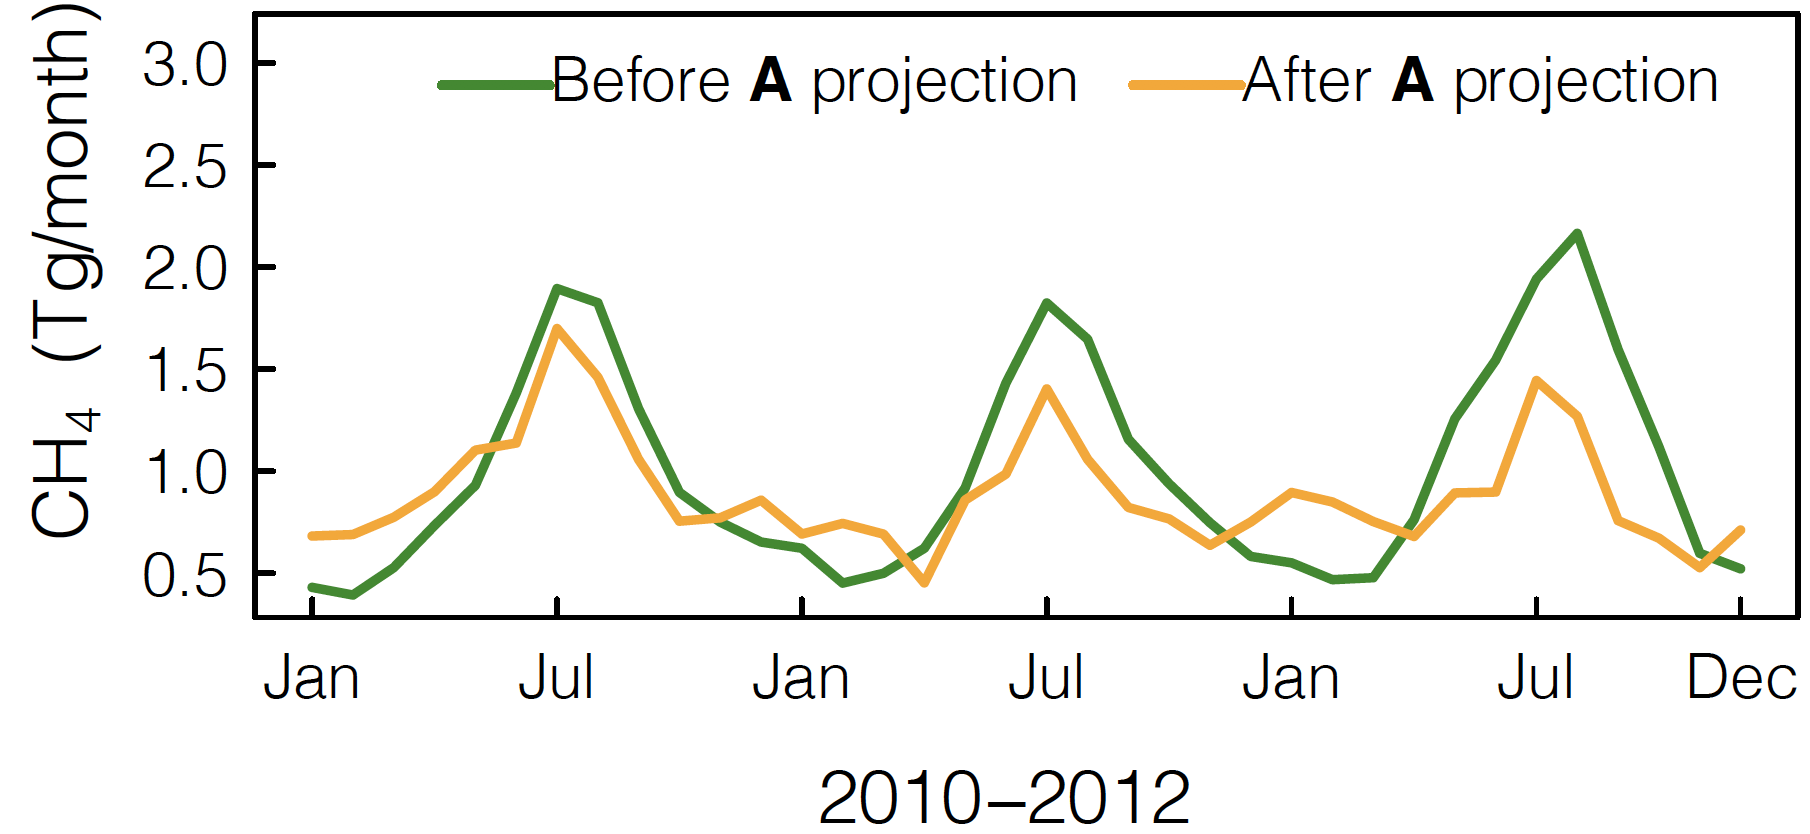 CH4 (Tg/month)
3.0
2.5
2.0
1.5
1.0
0.5
Before A projection
After A projection
Jan Jul Jan Jul Jan Jul Dec
2010–2012